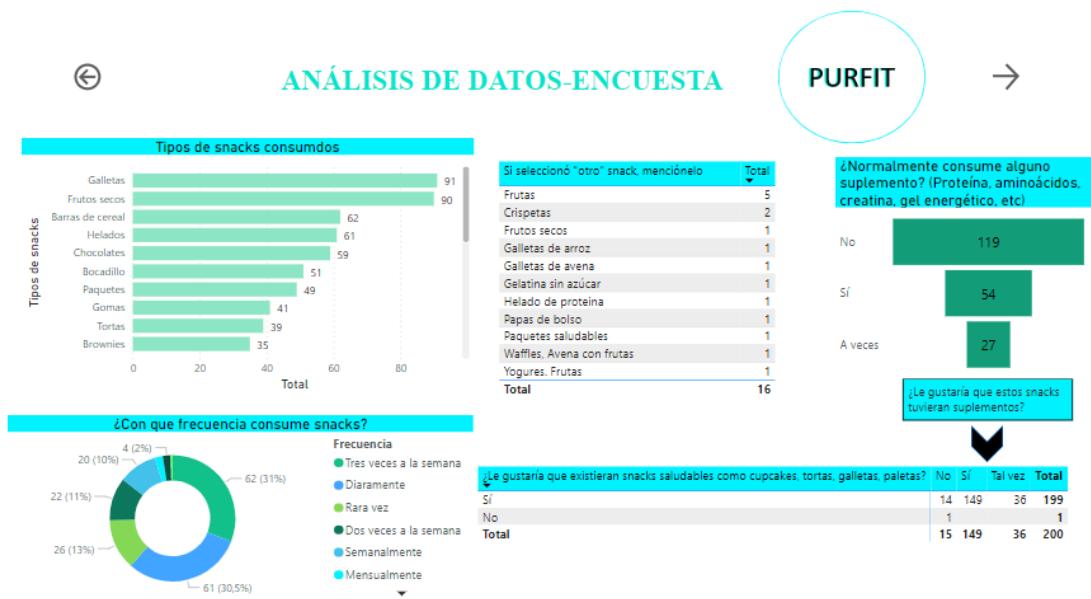 ANÁLISIS DE DATOS-ENCUESTA
PURFIT
Tipos de snacks consumdos
Tipos de snacks
Galletas 91
Frutos secos 90
Barras de cereal 62
Helados 61
Chocolates 59
Bocadillo 51
Paquetes 49
Gomas 41
Tortas 39
Brownies 35
0 20 40 60 80
Total
Si seleccionó "otro" snack, menciónelo Total
Frutas 5
Crispetas 2
Frutos secos 1
Galletas de arroz 1
Galletas de avena 1
Gelatina sin azúcar 1
Helado de proteina 1
Papas de bolso 1
Paquetes saludables 1
Waffles, Avena con frutas 1
Yogures. Frutas 1
Total 16
¿Normalmente consume alguno
suplemento? (Proteína, aminoácidos,
creatina, gel energético, etc)
No 119
Sí 54
A veces 27
¿Le gustaría que estos snacks
tuvieran suplementos?
¿Con que frecuencia consume snacks?
4 (2%)
20 (10%)
22 (11%)
26 (13%)
62 (31%)
61 (30,5%)
Frecuencia
Tres veces a la semana
Diaramente
Rara vez
Dos veces a la semana
Semanalmente
Mensualmente
¿Le gustaría que existieran snacks saludables como cupcakes, tortas, galletas, paletas? No Sí Tal vez Total
Sí 14 149 36 199
No 1 1
Total 15 149 36 200